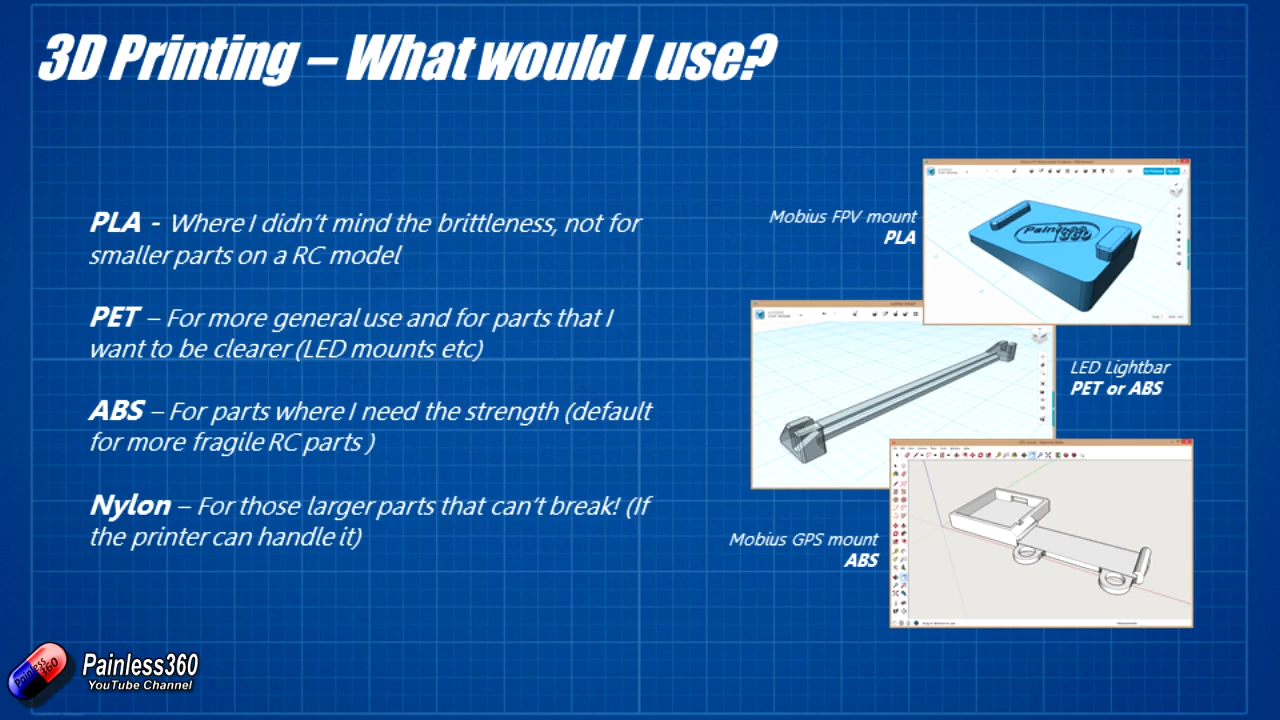 3D Printing – What would I use?
PLA - Where I didn't mind the brittleness, not for
smaller parts on a RC model
PET – For more general use and for parts that I
want to be clearer (LED mounts etc)
ABS – For parts where I need the strength (default
for more fragile RC parts )
Nylon – For those larger parts that can't break! (If
the printer can handle it)
Mobius FPV mount
PLA
Painless
360
LED Lightbar
PET or ABS
Mobius GPS mount
ABS
Painless
360
Painless360
YouTube Channel